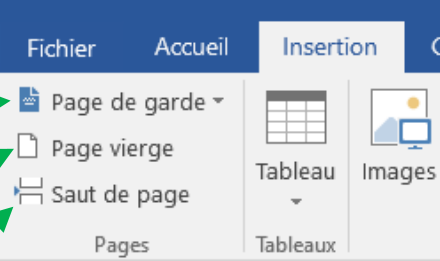 Fichier Accueil Insertion
Page de garde
Page vierge
Saut de page
Tableau
Images
Pages
Tableaux